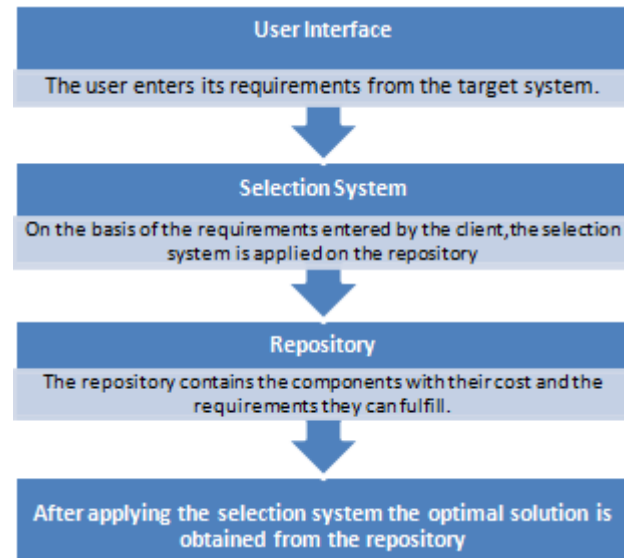 User Interface
The user enters its requirements from the target system.
Selection System
On the basis of the requirements entered by the client,the selection
system is applied on the repository
Repository
The repository contains the components with their cost and the
requirements they can fulfill.
After applying the selection system the optimal solution is
obtained from the repository